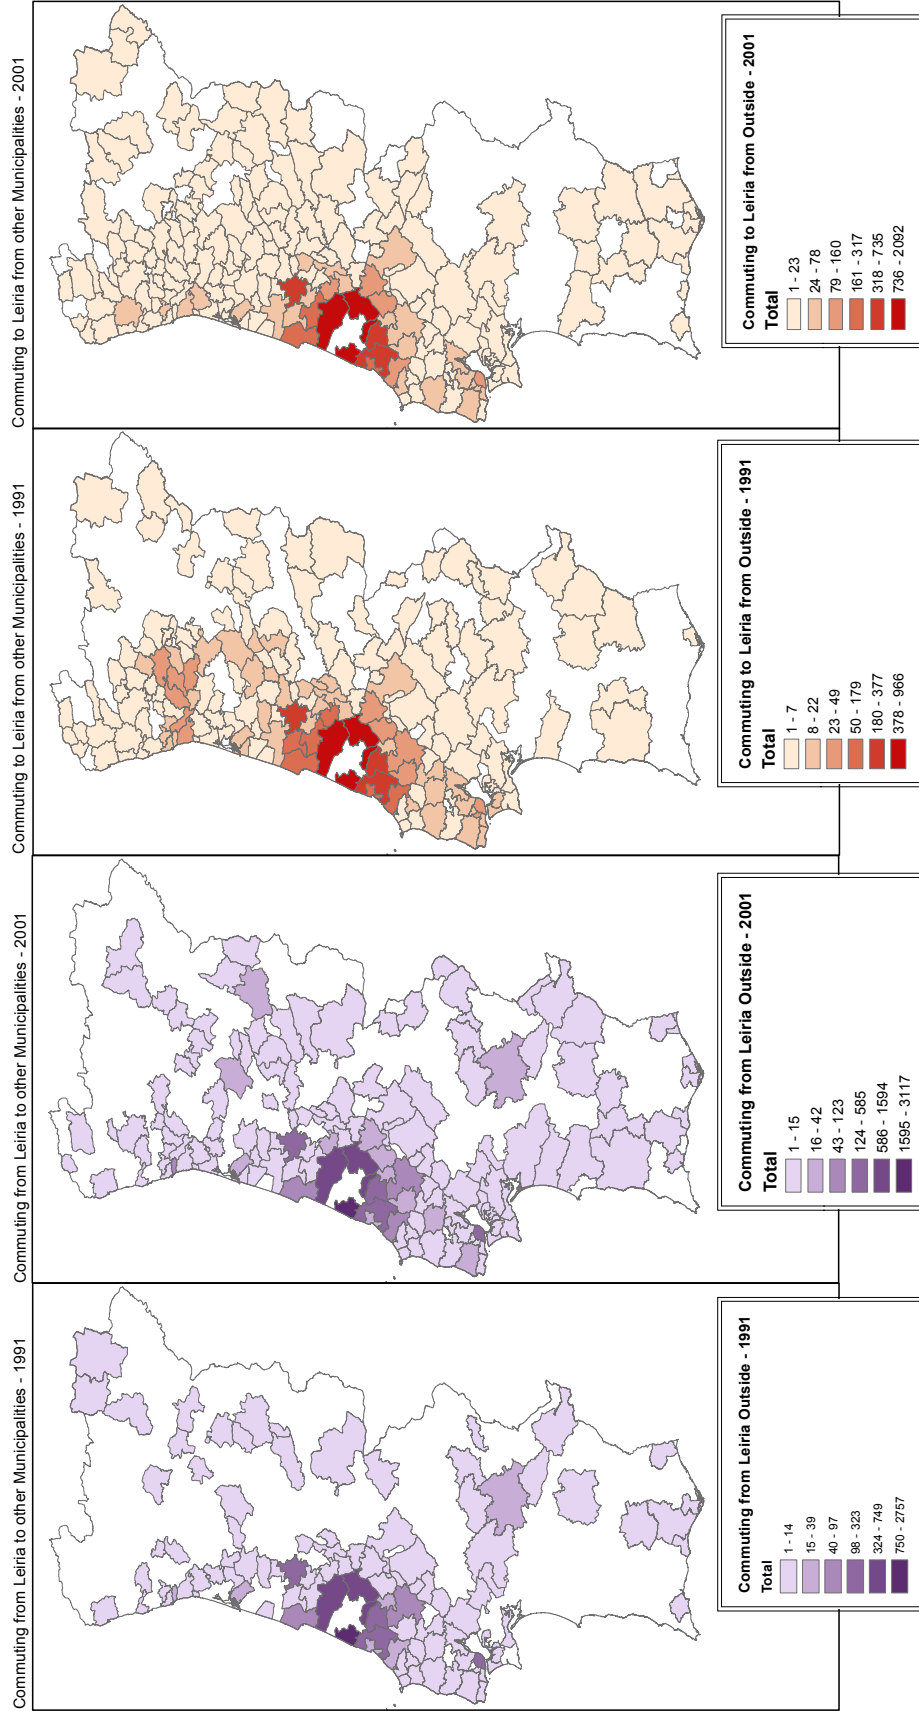 Commuting from Leiria to other Municipalities - 1991
Commuting from Leiria Outside - 1991
Total
1 - 14
15 - 39
40 - 97
98 - 323
324 - 749
750 - 2757
Commuting from Leiria to other Municipalities - 2001
Commuting from Leiria Outside - 2001
Total
1 - 15
16 - 42
43 - 123
124 - 585
586 - 1594
1595 - 3117
Commuting to Leiria from other Municipalities - 1991
Commuting to Leiria from Outside - 1991
Total
1 - 7
8 - 22
23 - 49
50 - 179
180 - 377
378 - 966
Commuting to Leiria from other Municipalities - 2001
Commuting to Leiria from Outside - 2001
Total
1 - 23
24 - 78
79 - 160
161 - 317
318 - 735
736 - 2092